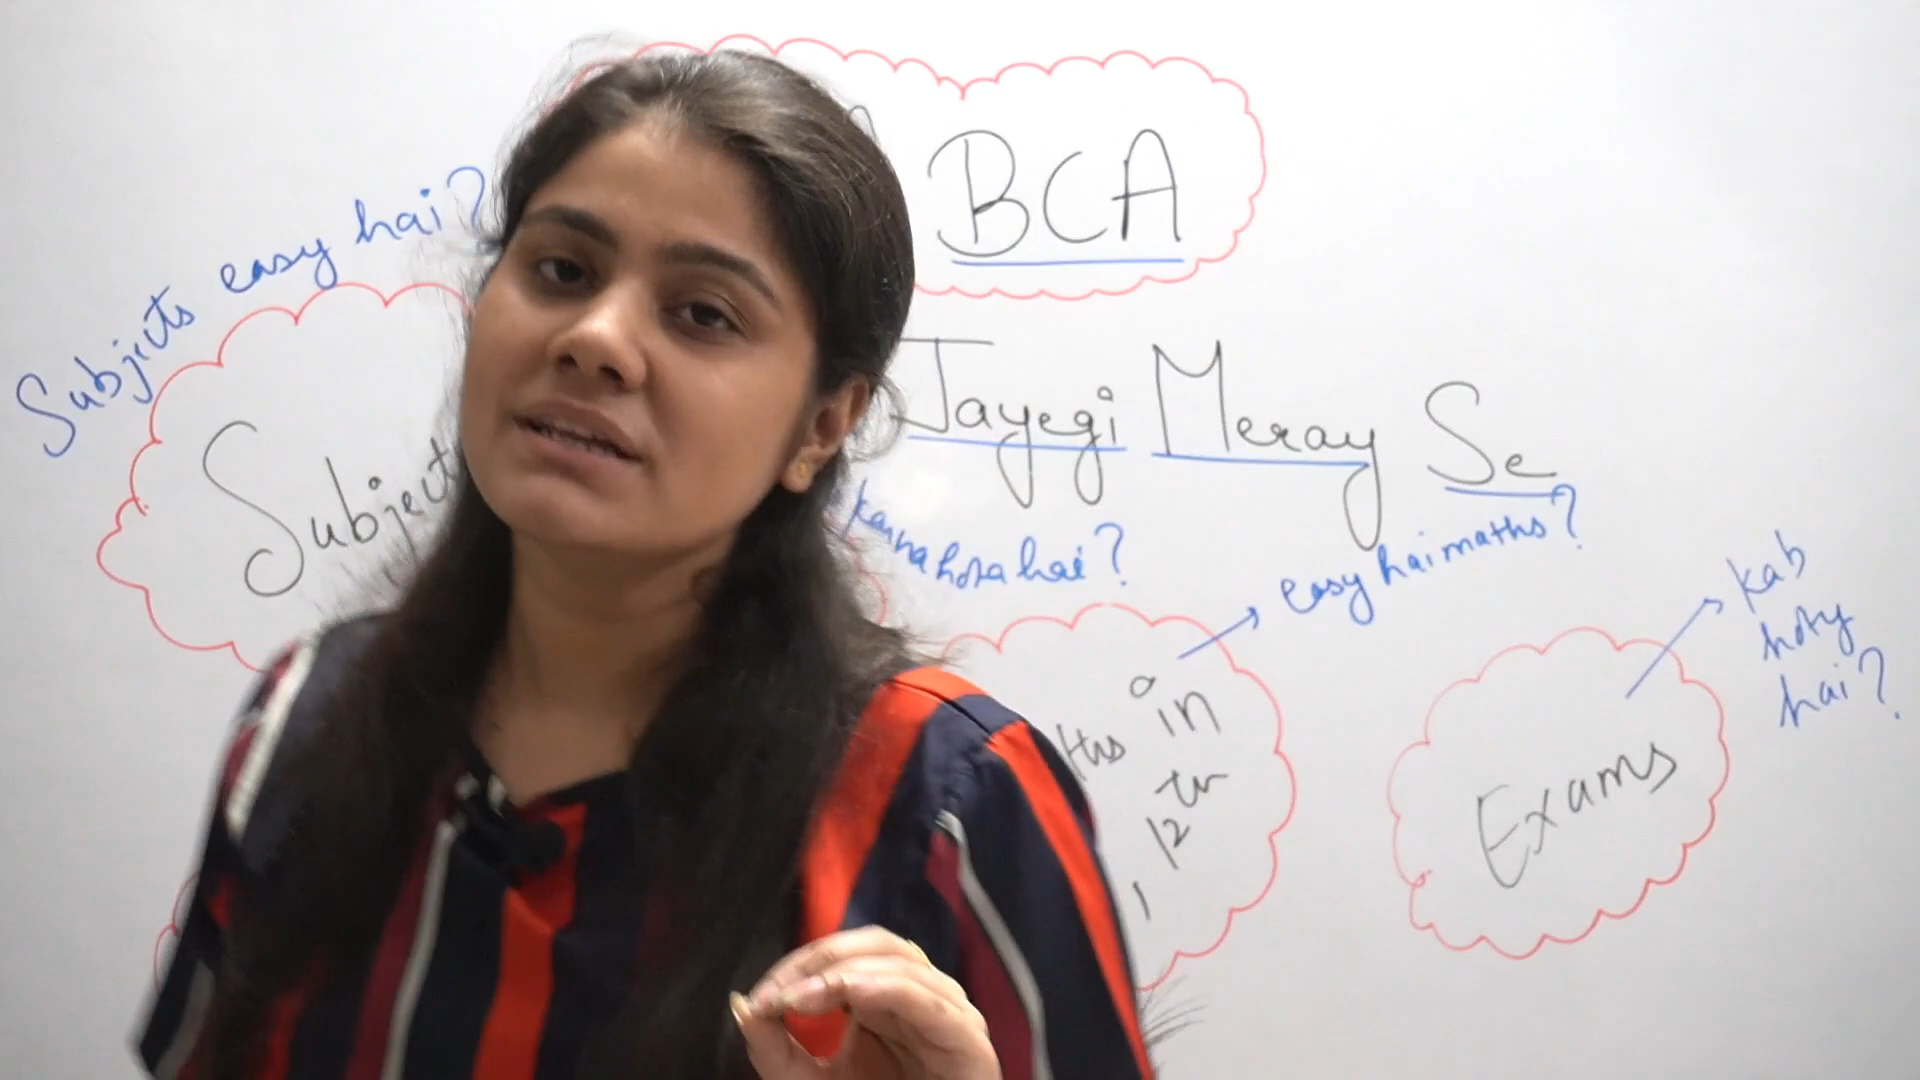 BCA
Jayegi Meray Se
Subjects easy hai?
Subject
Karna hota hai?
easy hai maths?
in
12th
Exams
Kab
hoty
hai?